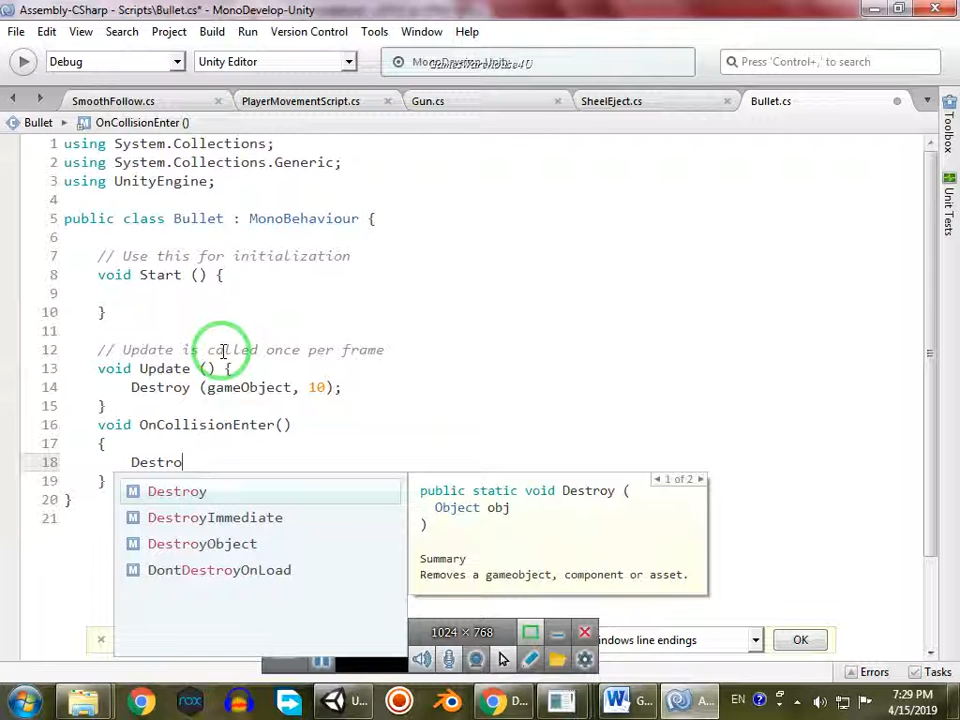 Assembly-CSharp - Scripts\Bullet.cs* - MonoDevelop-Unity
File Edit View Search Project Build Run Version Control Tools Window Help
Debug Unity Editor GamesWarehouse4U Press 'Control+,' to search
SmoothFollow.cs PlayerMovementScript.cs Gun.cs SheelEject.cs Bullet.cs
Bullet OnCollisionEnter ()
1 using System.Collections;
2 using System.Collections.Generic;
3 using UnityEngine;
4
5 public class Bullet : MonoBehaviour {
6
7 // Use this for initialization
8 void Start () {
9
10 }
11
12 // Update is called once per frame
13 void Update () {
14 Destroy (gameObject, 10);
15 }
16 void OnCollisionEnter()
17 {
18 Destro
19 }
20 }
21
Destroy
DestroyImmediate
DestroyObject
DontDestroyOnLoad
1 of 2
public static void Destroy (
Object obj
)
Summary
Removes a gameobject, component or asset.
Toolbox
Unit Tests
1024 × 768
indows line endings OK
Errors Tasks
nox U... D... G... A... EN 7:29 PM
4/15/2019